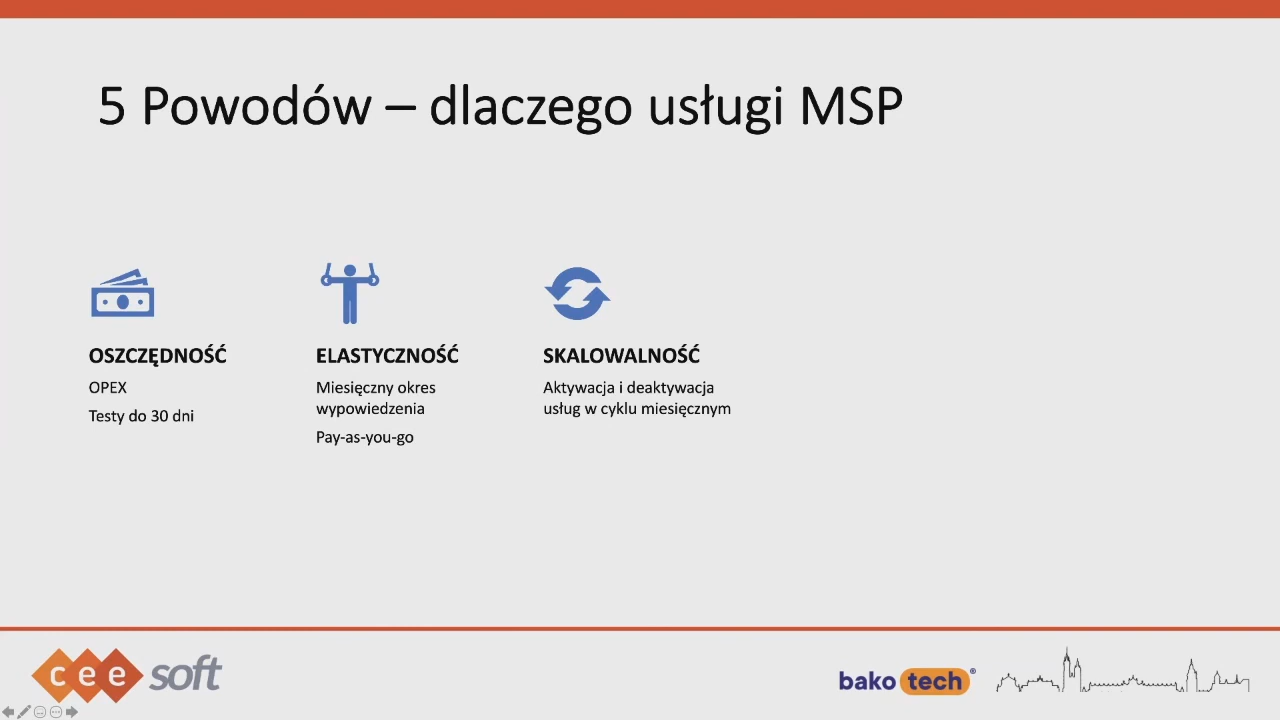 5 Powodów – dlaczego usługi MSP
OSZCZĘDNOŚĆ
OPEX
Testy do 30 dni
ELASTYCZNOŚĆ
Miesięczny okres
wypowiedzenia
Pay-as-you-go
SKALOWALNOŚĆ
Aktywacja i deaktywacja
usług w cyklu miesięcznym
cee soft
bako tech®